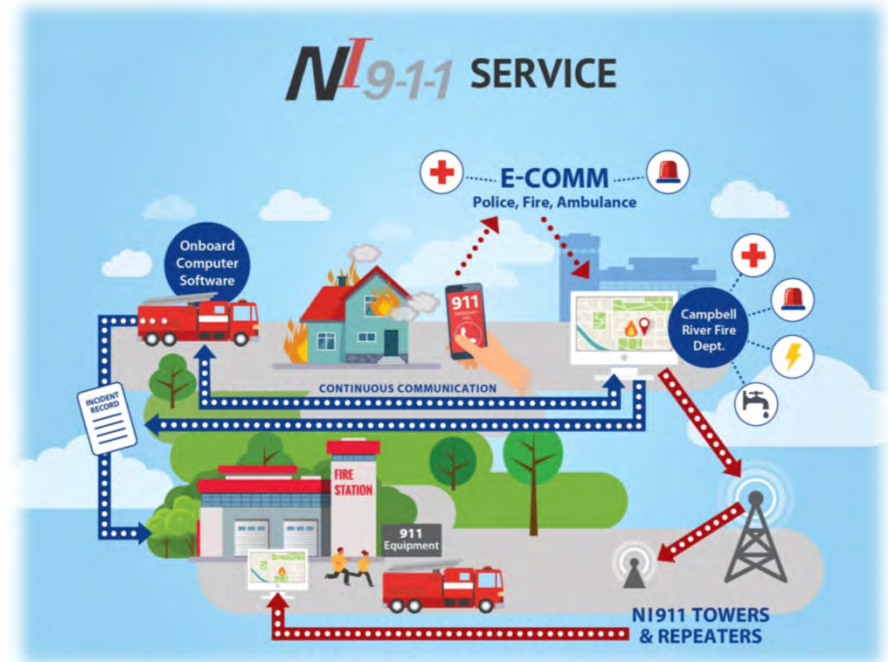 NI 9-1-1 SERVICE
E-COMM
Police, Fire, Ambulance
Onboard
Computer
Software
911
Campbell
River Fire
Dept.
CONTINUOUS COMMUNICATION
INCIDENT
RECORD
FIRE
STATION
911
Equipment
NI911 TOWERS
& REPEATERS